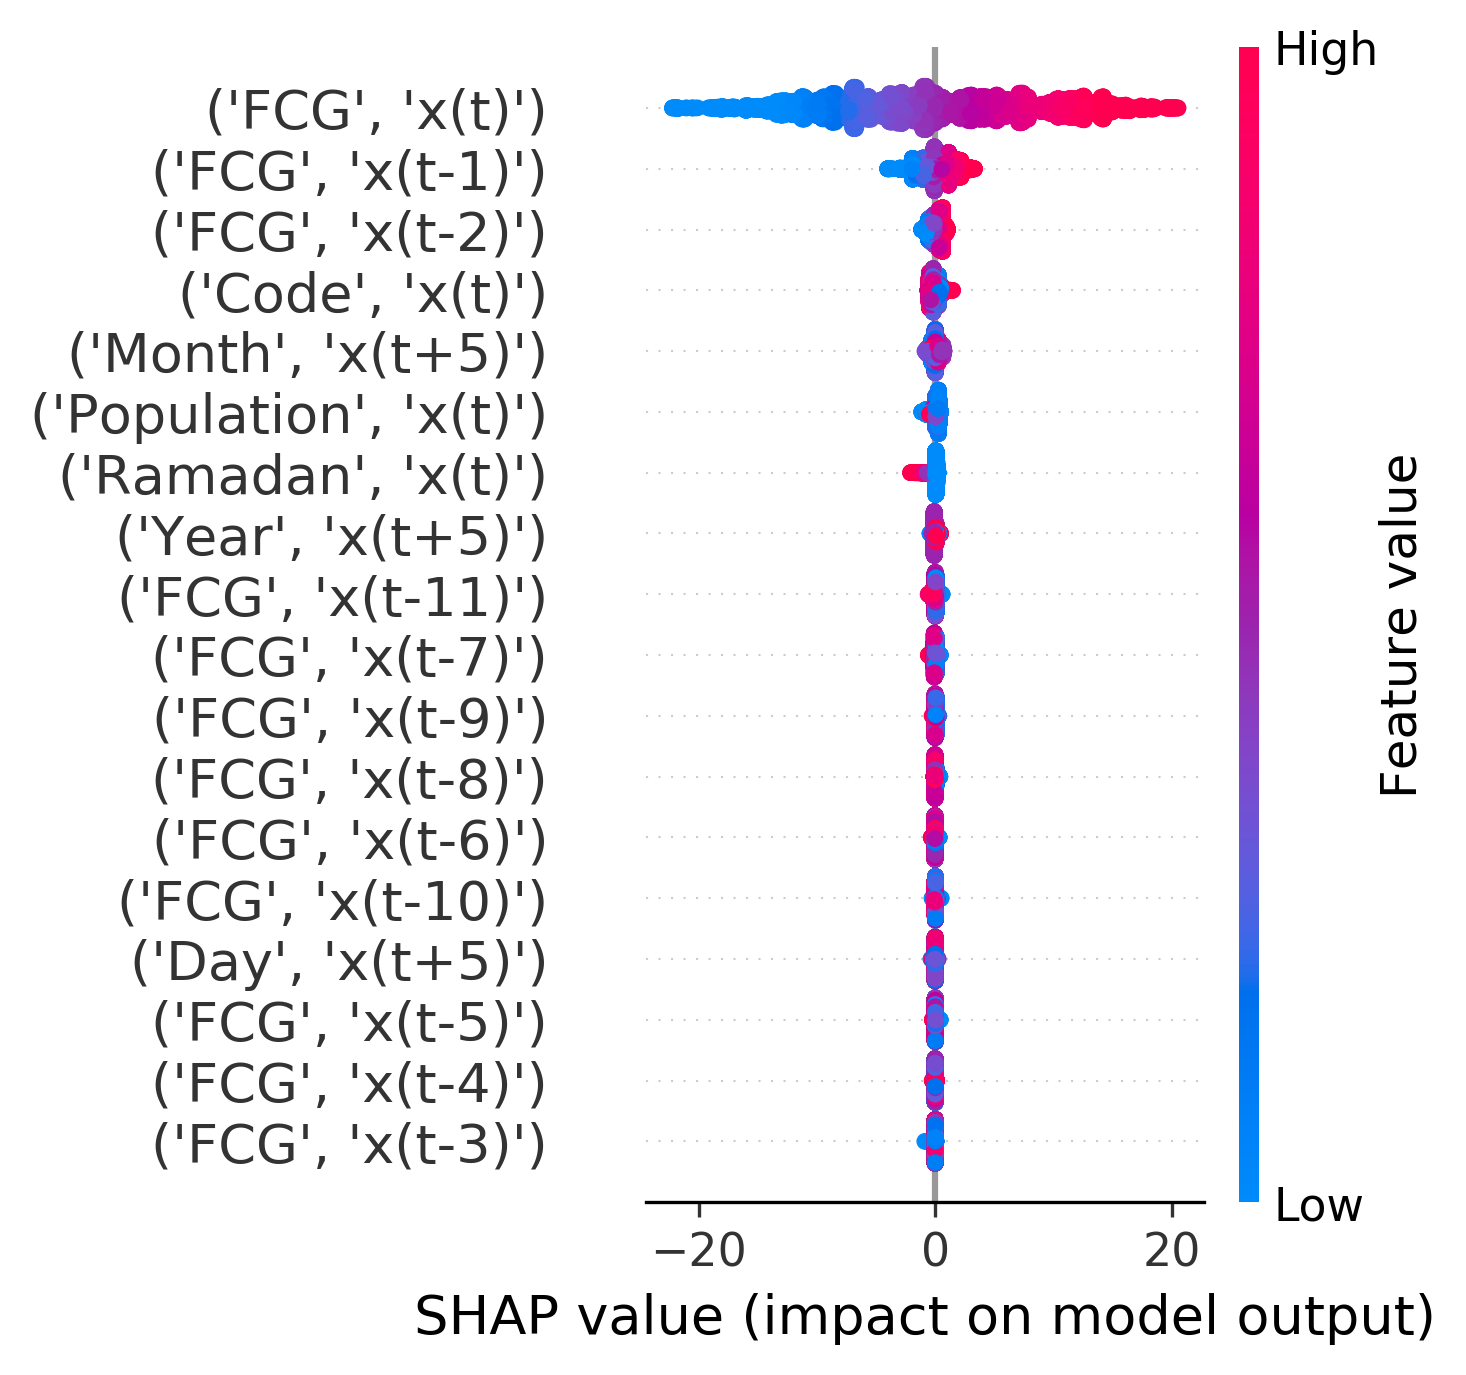 High
('FCG', 'x(t)')
('FCG', 'x(t-1)')
('FCG', 'x(t-2)')
('Code', 'x(t)')
('Month', 'x(t+5)')
('Population', 'x(t)')
('Ramadan', 'x(t)')
('Year', 'x(t+5)')
('FCG', 'x(t-11)')
('FCG', 'x(t-7)')
('FCG', 'x(t-9)')
('FCG', 'x(t-8)')
('FCG', 'x(t-6)')
('FCG', 'x(t-10)')
('Day', 'x(t+5)')
('FCG', 'x(t-5)')
('FCG', 'x(t-4)')
('FCG', 'x(t-3)')
Feature value
Low
−20 0 20
SHAP value (impact on model output)